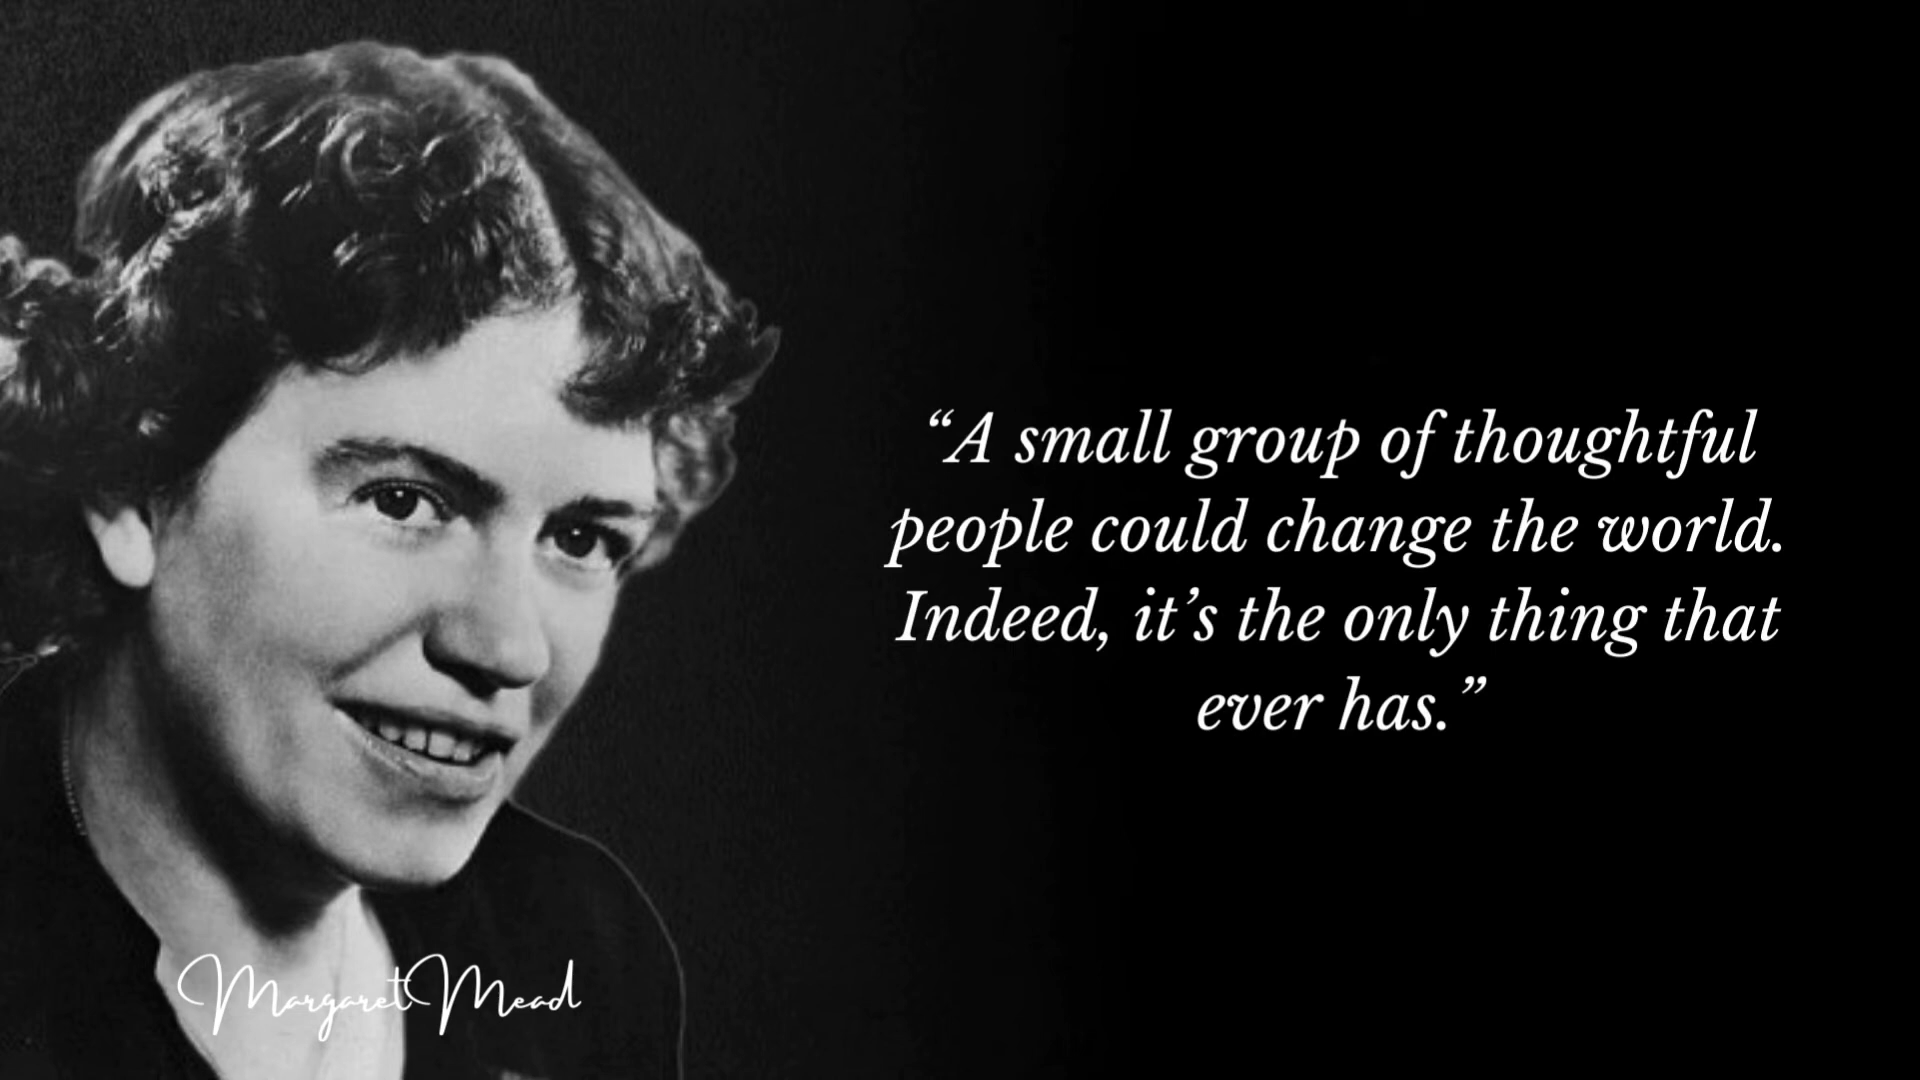 “A small group of thoughtful
people could change the world.
Indeed, it’s the only thing that
ever has.”
Margaret Mead